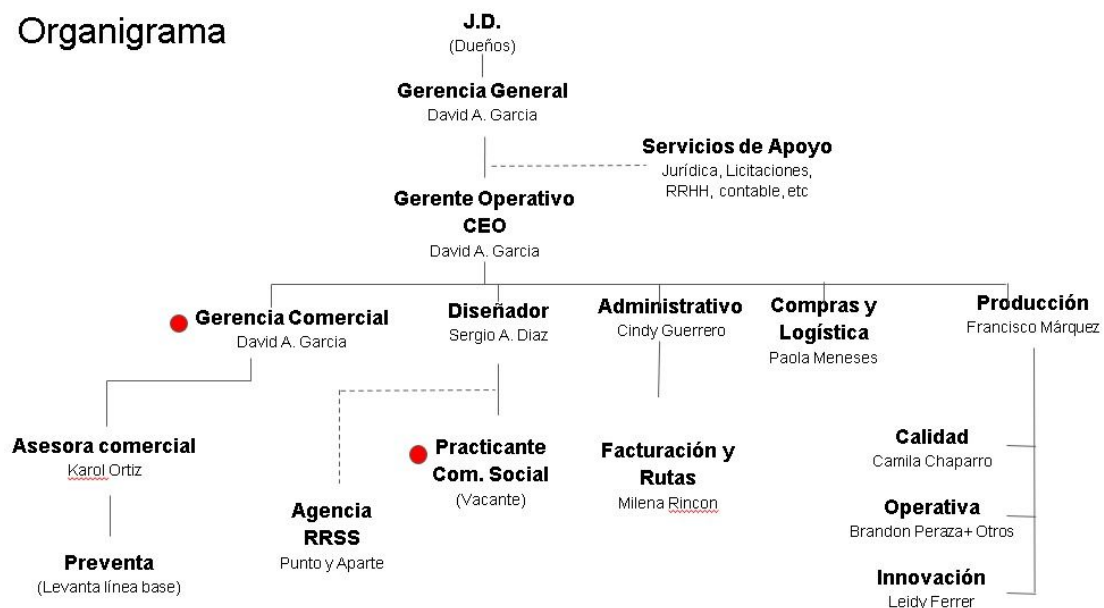 Organigrama
J.D.
(Dueños)
Gerencia General
David A. Garcia
Servicios de Apoyo
Jurídica, Licitaciones,
RRHH, contable, etc
Gerente Operativo
CEO
David A. Garcia
Gerencia Comercial
David A. Garcia
Diseñador
Sergio A. Diaz
Administrativo
Cindy Guerrero
Compras y
Logística
Paola Meneses
Producción
Francisco Márquez
Asesora comercial
Karol Ortiz
Preventa
(Levanta línea base)
Agencia
RRSS
Punto y Aparte
Practicante
Com. Social
(Vacante)
Facturación y
Rutas
Milena Rincon
Calidad
Camila Chaparro
Operativa
Brandon Peraza+ Otros
Innovación
Leidy Ferrer